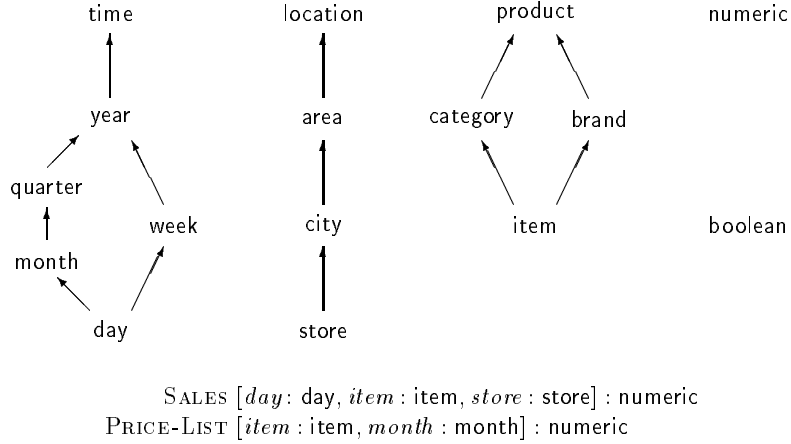 time location product numeric
year area category brand
quarter
week city item boolean
month
day store
SALES [day : day, item : item, store : store] : numeric
PRICE-LIST [item : item, month : month] : numeric